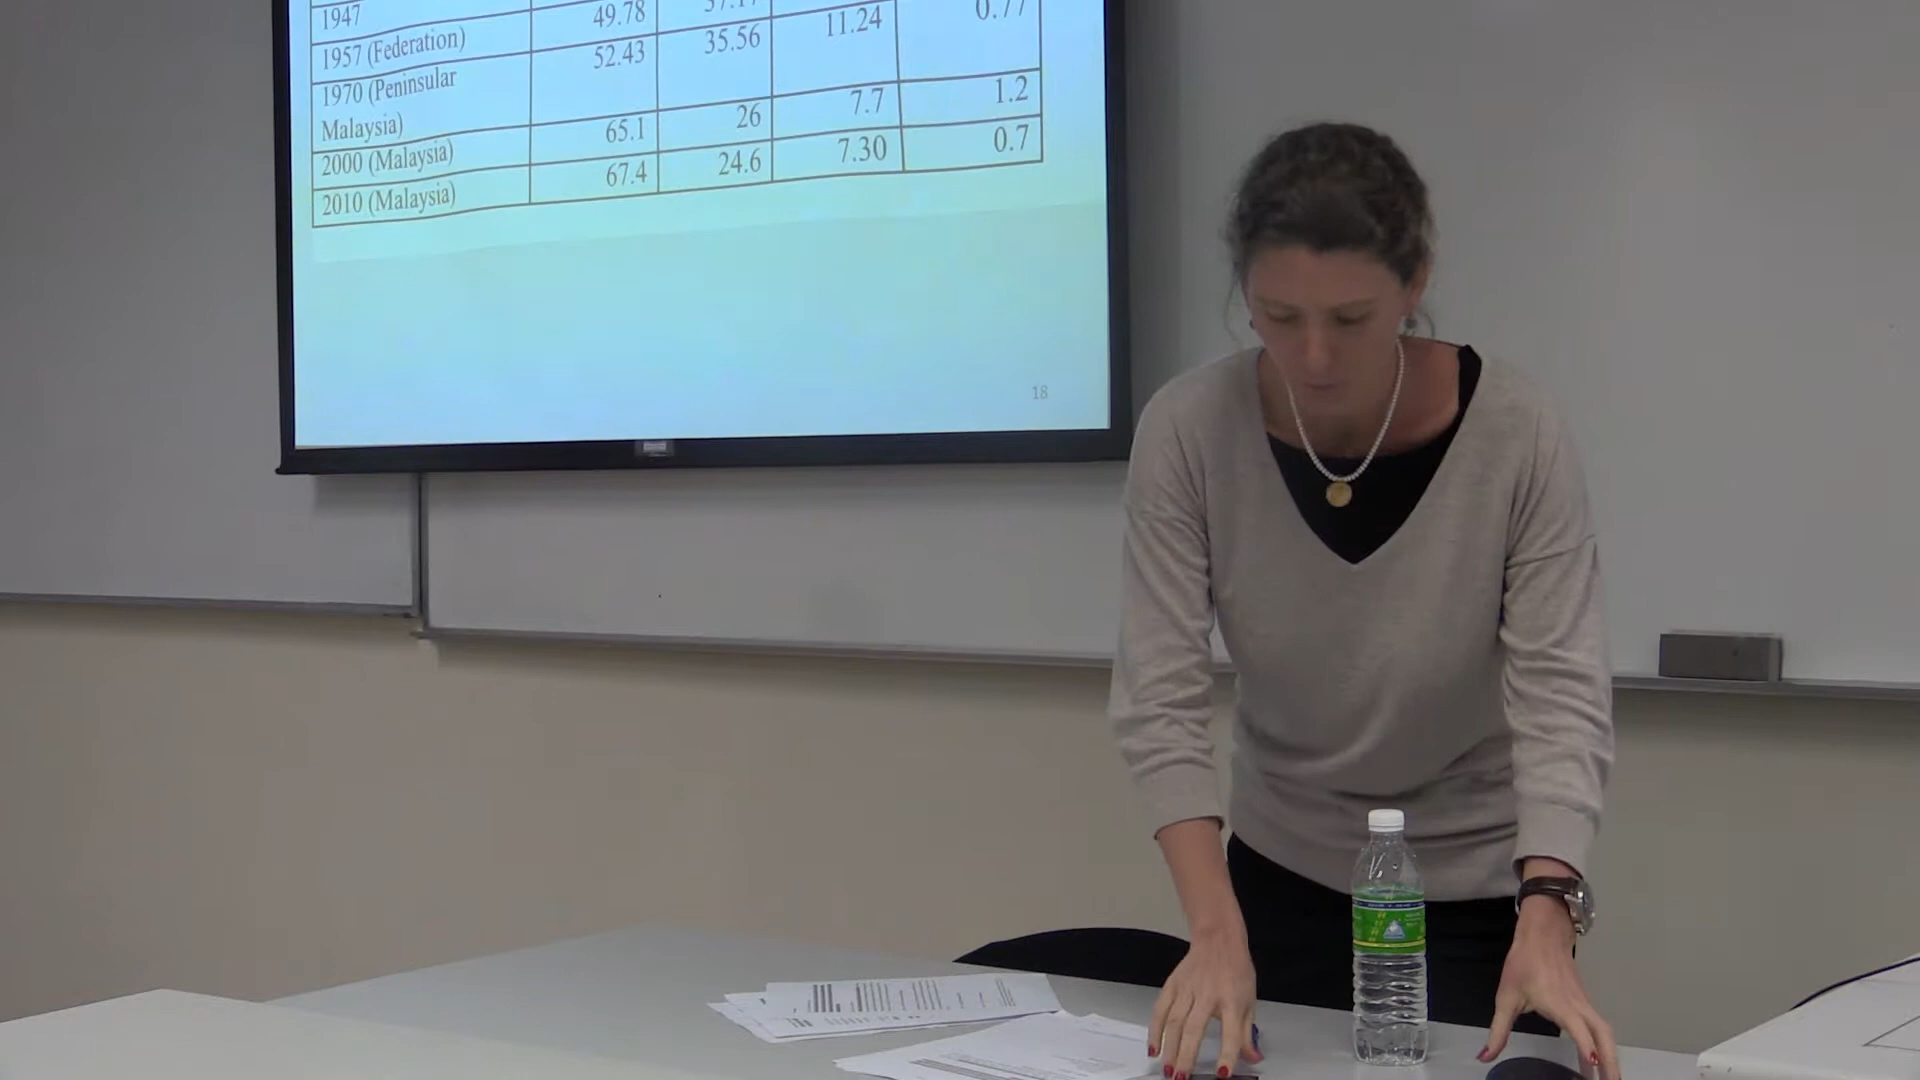 1947 49.78 0.77
1957 (Federation) 52.43 35.56 11.24
1970 (Peninsular
Malaysia) 65.1 26 7.7 1.2
2000 (Malaysia) 67.4 24.6 7.30 0.7
2010 (Malaysia)
18